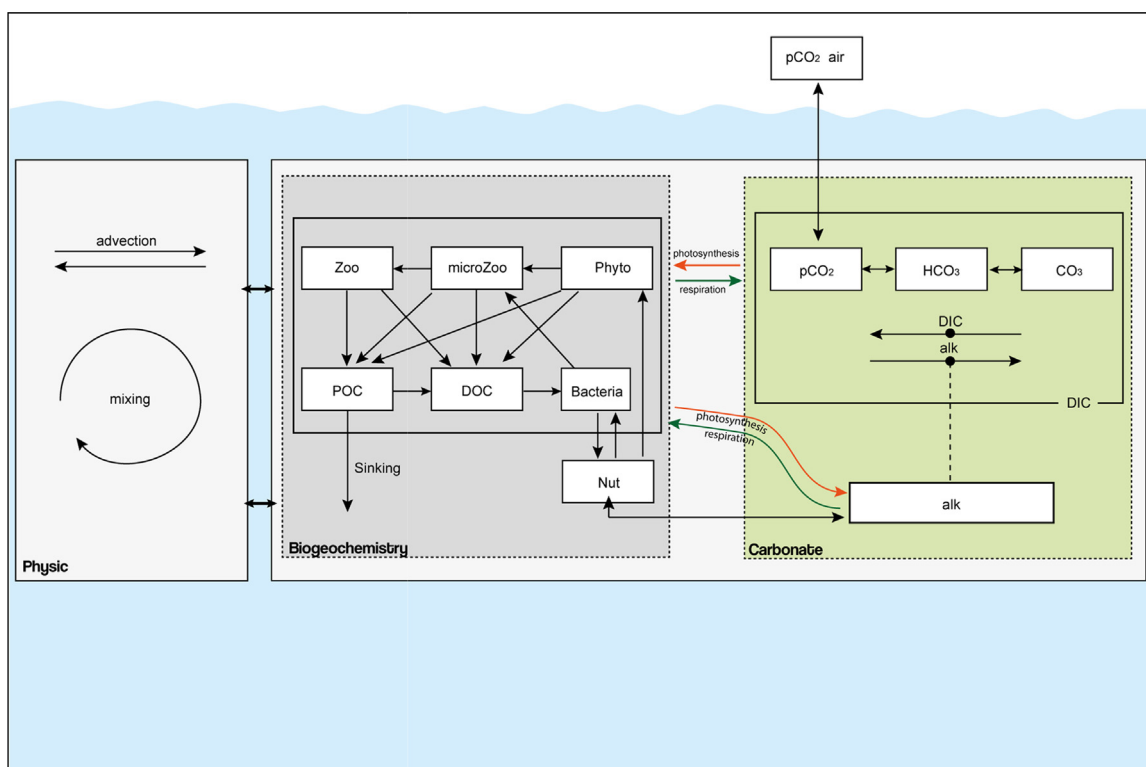 pCO₂ air
advection
mixing
Physic
Zoo
microZoo
Phyto
POC
DOC
Bacteria
Sinking
Nut
Biogeochemistry
photosynthesis
respiration
photosynthesis
respiration
pCO₂
HCO₃
CO₃
DIC
alk
DIC
alk
Carbonate